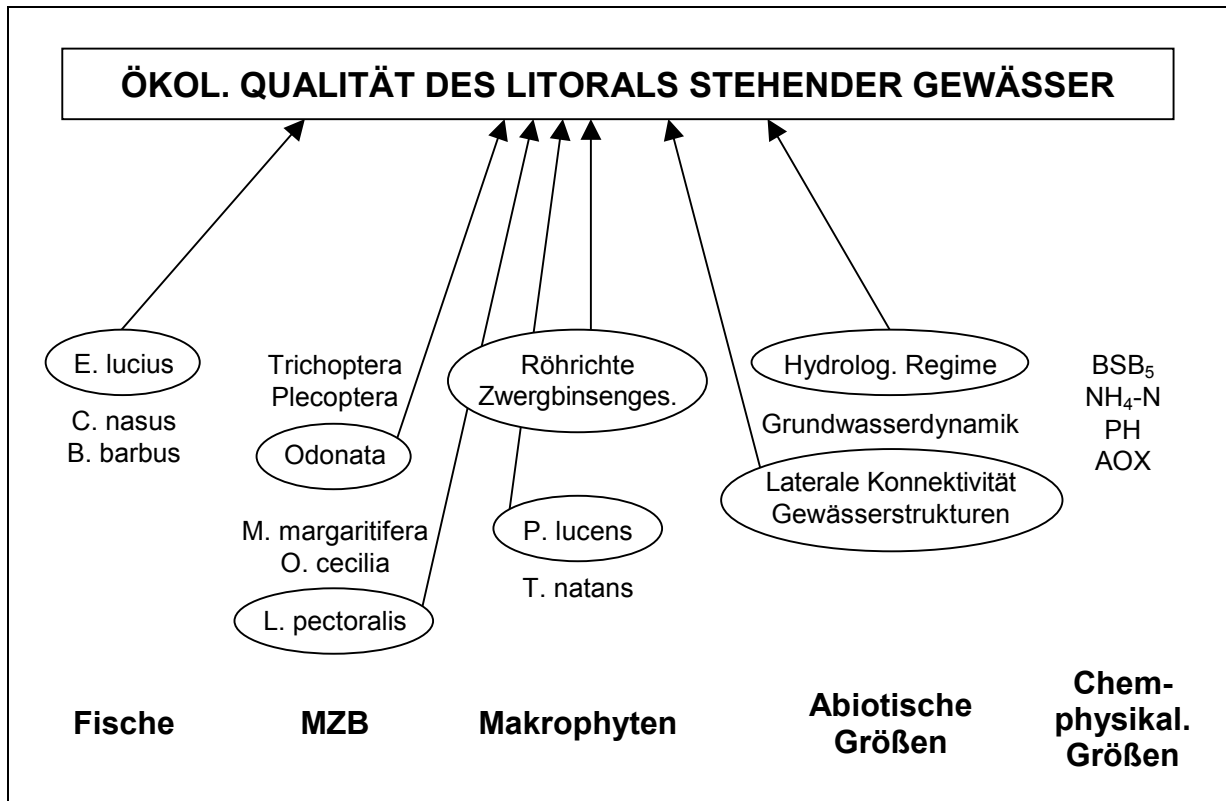 ÖKOL. QUALITÄT DES LITORALS STEHENDER GEWÄSSER
E. lucius
C. nasus
B. barbus
Trichoptera
Plecoptera
Odonata
M. margaritifera
O. cecilia
L. pectoralis
Röhrichte
Zwergbinsenges.
P. lucens
T. natans
Hydrolog. Regime
Grundwasserdynamik
Laterale Konnektivität
Gewässerstrukturen
BSB5
NH4-N
PH
AOX
Fische
MZB
Makrophyten
Abiotische
Größen
Chem-
physikal.
Größen